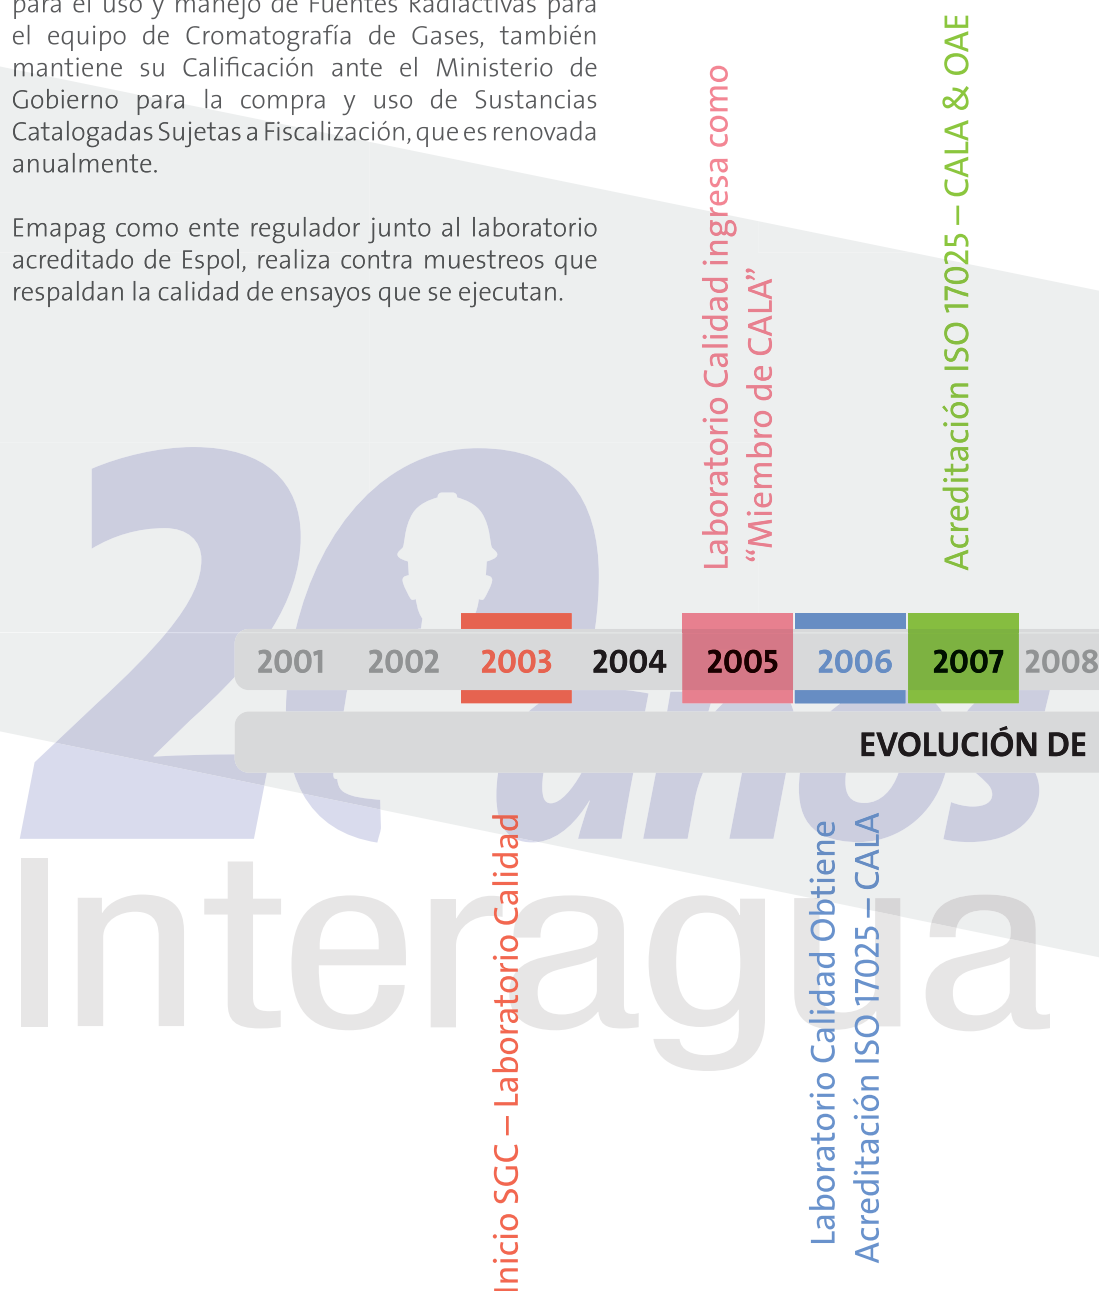 para el uso y manejo de Fuentes Radiactivas para
el equipo de Cromatografía de Gases, también
mantiene su Calificación ante el Ministerio de
Gobierno para la compra y uso de Sustancias
Catalogadas Sujetas a Fiscalización, que es renovada
anualmente.
Emapag como ente regulador junto al laboratorio
acreditado de Espol, realiza contra muestreos que
respaldan la calidad de ensayos que se ejecutan.
Laboratorio Calidad ingresa como
“Miembro de CALA”
Acreditación ISO 17025 – CALA & OAE
2001 2002 2003 2004 2005 2006 2007 2008
EVOLUCIÓN DE
Inicio SGC – Laboratorio Calidad
Laboratorio Calidad Obtiene
Acreditación ISO 17025 – CALA
20 años
Interagua